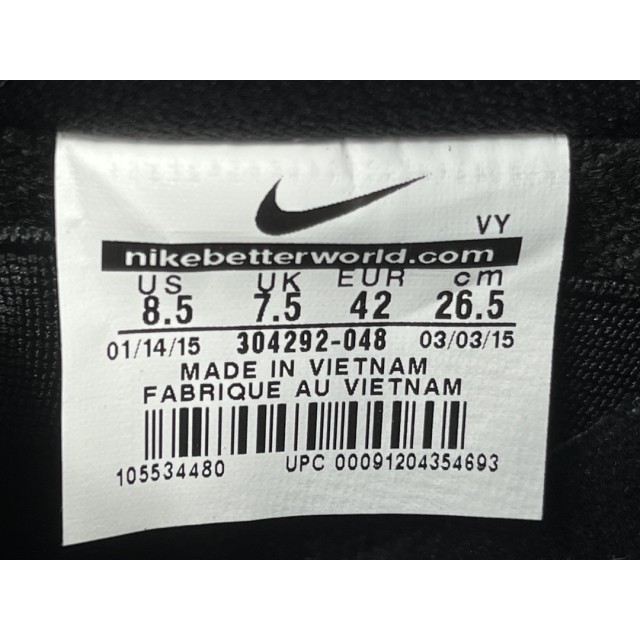 VY
nikebetterworld.com
US UK EUR cm
8.5 7.5 42 26.5
01/14/15 304292-048 03/03/15
MADE IN VIETNAM
FABRIQUE AU VIETNAM
105534480 UPC 00091204354693